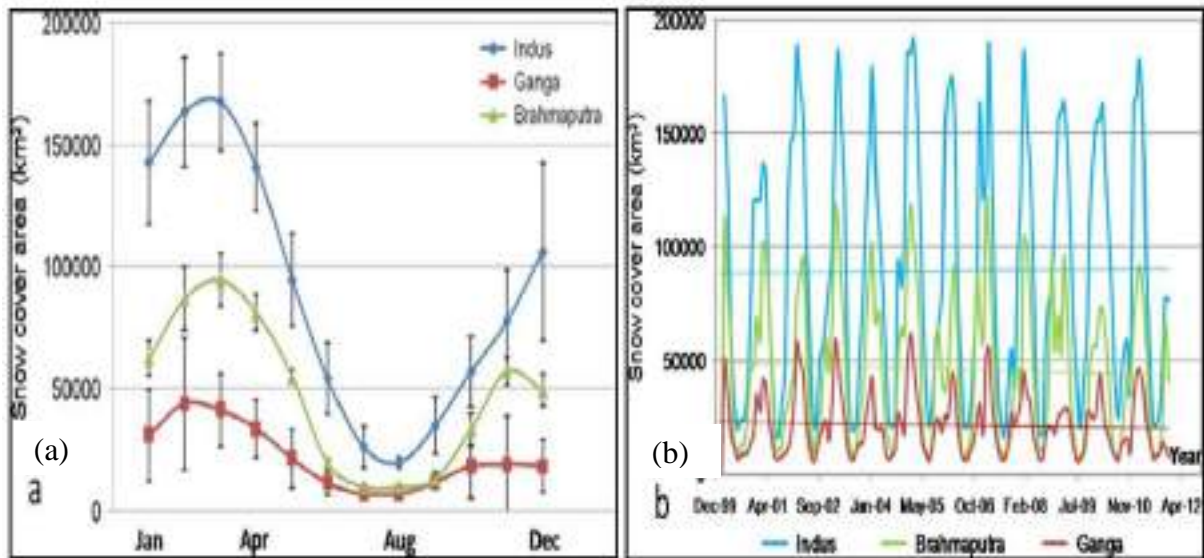 200000
150000
100000
50000
0
Snow cover area (km²)
Indus
Ganga
Brahmaputra
(a)
a
Jan Apr Aug Dec
200000
150000
100000
50000
Snow cover area (km²)
(b)
b
Year
Dec-99 Apr-01 Sep-02 Jan-04 May-05 Oct-06 Feb-08 Jul-09 Nov-10 Apr-12
Indus Brahmaputra Ganga